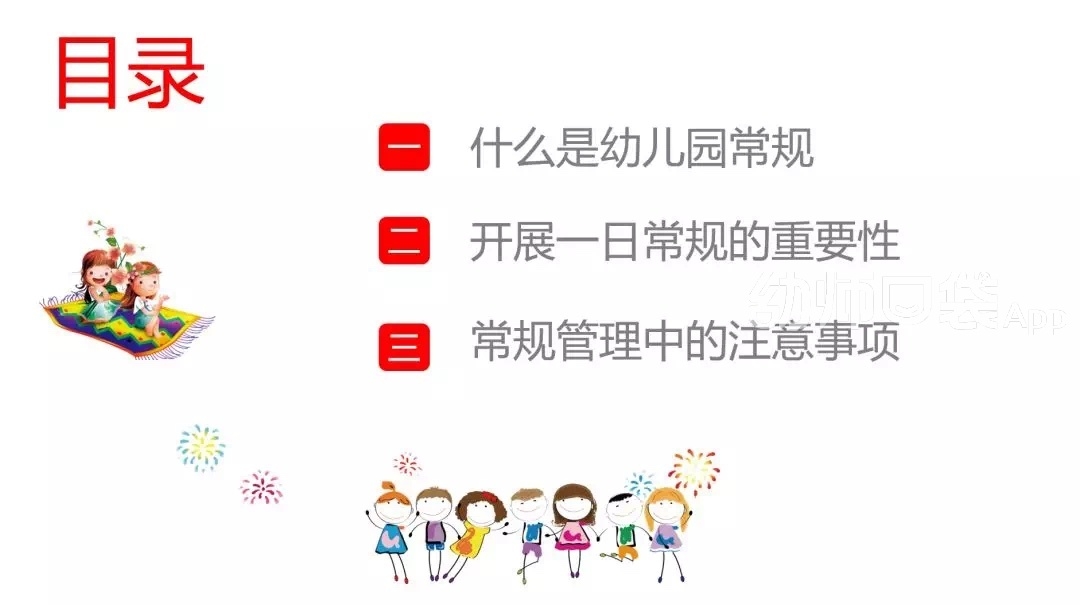 目录
一 什么是幼儿园常规
二 开展一日常规的重要性
幼师口袋App
三 常规管理中的注意事项